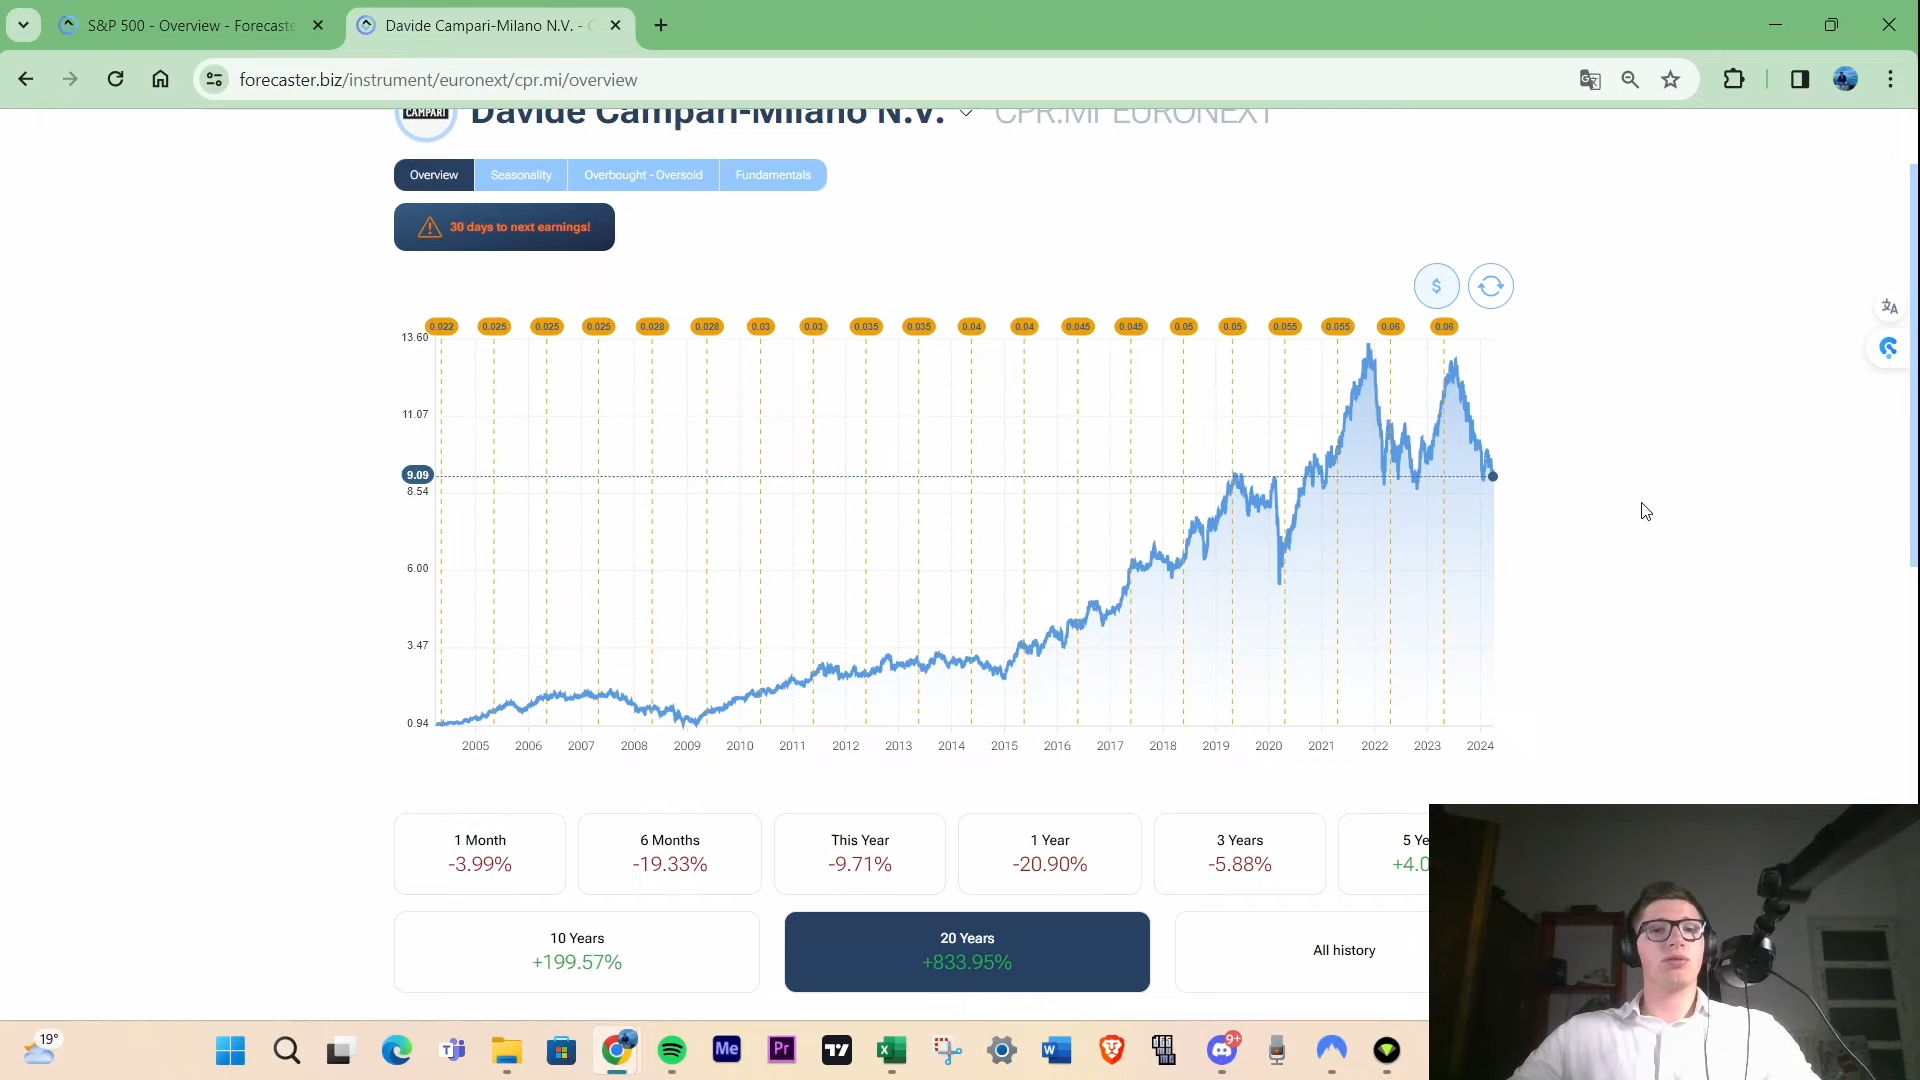 S&P 500 - Overview - Forecaste
Davide Campari-Milano N.V. - C
forecaster.biz/instrument/euronext/cpr.mi/overview
CAMPARI
Davide Campari-Milano N.V. CPR.MI EURONEXT
Overview Seasonality Overbought - Oversold Fundamentals
30 days to next earnings!
$
0.022 0.025 0.025 0.025 0.028 0.028 0.03 0.03 0.035 0.035 0.04 0.04 0.045 0.045 0.05 0.05 0.055 0.055 0.06 0.06
13.60
11.07
9.09
8.54
6.00
3.47
0.94
2005 2006 2007 2008 2009 2010 2011 2012 2013 2014 2015 2016 2017 2018 2019 2020 2021 2022 2023 2024
1 Month 6 Months This Year 1 Year 3 Years 5 Ye
-3.99% -19.33% -9.71% -20.90% -5.88% +4.0
10 Years 20 Years All history
+199.57% +833.95%
19°
Me Pr 9+